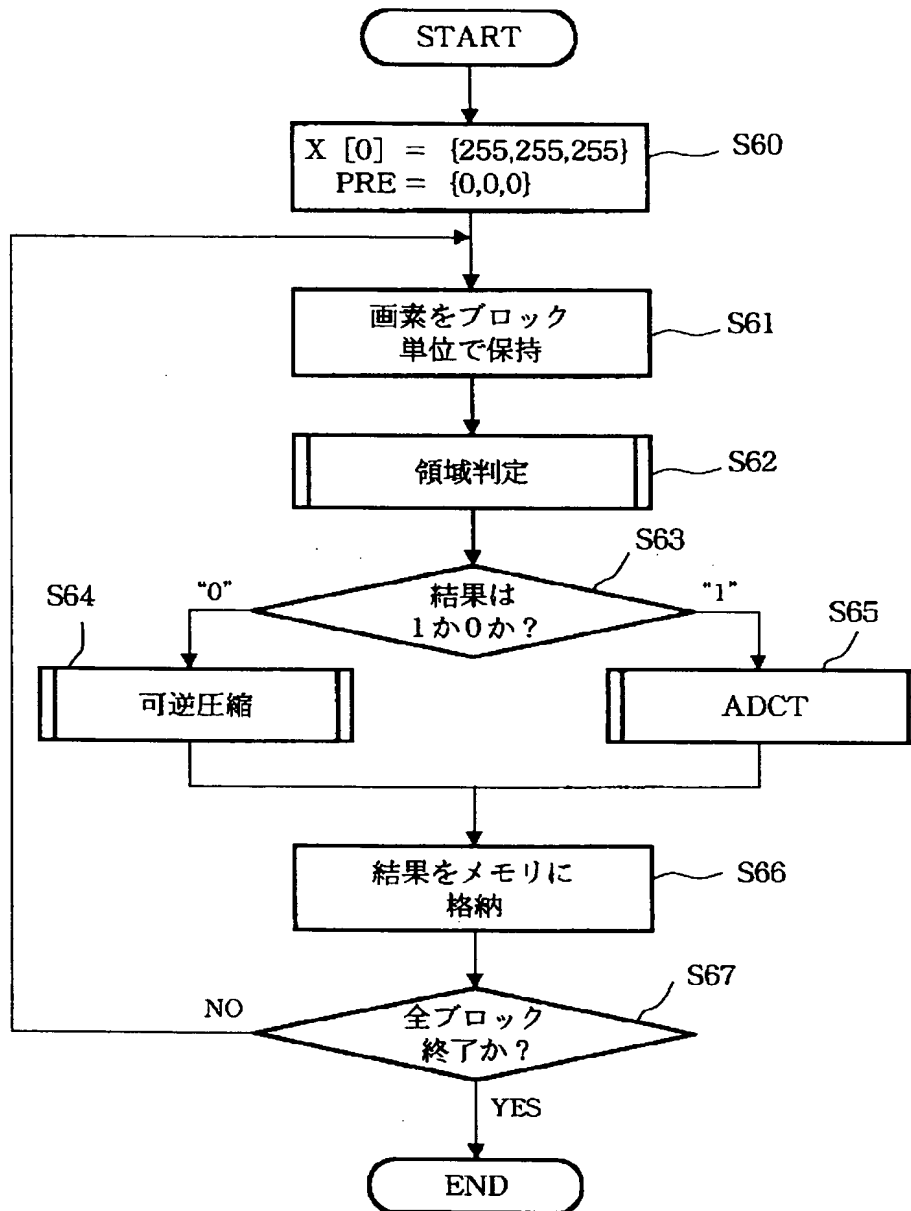 START
X [0] = {255,255,255}
PRE = {0,0,0}
S60
画素をブロック
単位で保持
S61
領域判定
S62
S63
"0"
結果は
1か0か？
"1"
S64
S65
可逆圧縮
ADCT
結果をメモリに
格納
S66
S67
NO
全ブロック
終了か？
YES
END